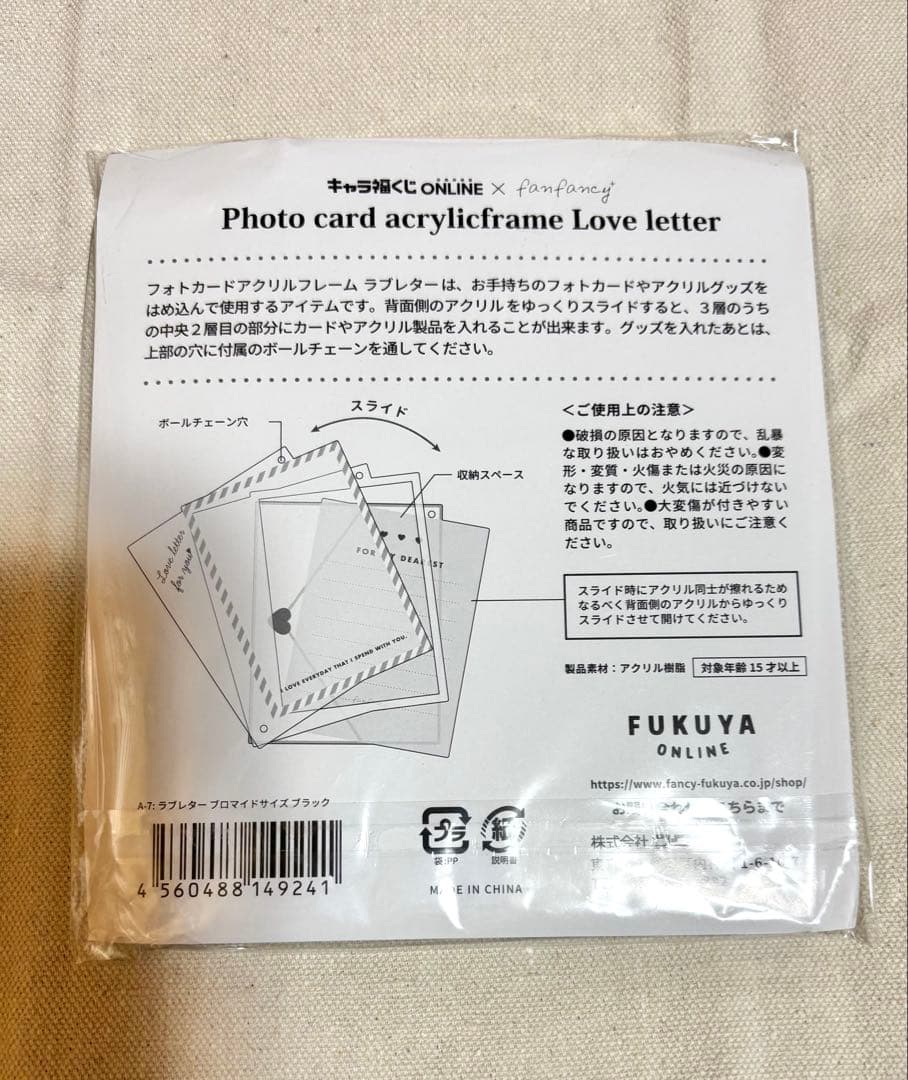 キャラ福くじ ONLINE × fanfancy+
Photo card acrylicframe Love letter
フォトカードアクリルフレーム ラブレターは、お手持ちのフォトカードやアクリルグッズを
はめ込んで使用するアイテムです。背面側のアクリルをゆっくりスライドすると、３層のうち
の中央２層目の部分にカードやアクリル製品を入れることが出来ます。グッズを入れたあとは、
上部の穴に付属のボールチェーンを通してください。
スライド
ボールチェーン穴
収納スペース
Love letter
for you
FOR MY DEAREST
I LOVE EVERYDAY THAT I SPEND WITH YOU.
＜ご使用上の注意＞
●破損の原因となりますので、乱暴
な取り扱いはおやめください。●変
形・変質・火傷または火災の原因に
なりますので、火気には近づけない
でください。●大変傷が付きやすい
商品ですので、取り扱いにご注意く
ださい。
スライド時にアクリル同士が擦れるため
なるべく背面側のアクリルからゆっくり
スライドさせて開けてください。
製品素材：アクリル樹脂 対象年齢 15 才以上
FUKUYA
ONLINE
https://www.fancy-fukuya.co.jp/shop/
ちらまで
株式会社
1-6-
A-7: ラブレター ブロマイドサイズ ブラック
4 560488 149241
プラ
袋:PP
紙
説明書
MADE IN CHINA